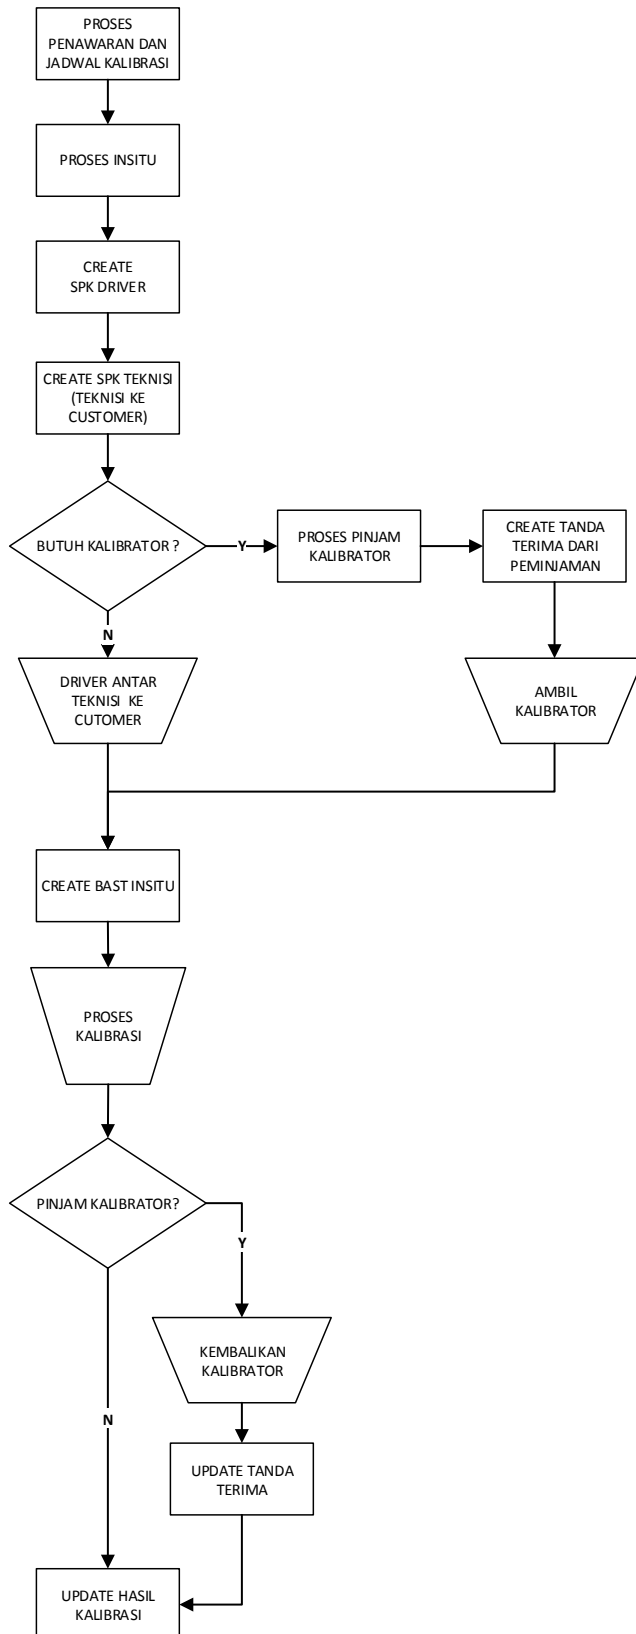 PROSES
PENAWARAN DAN
JADWAL KALIBRASI
PROSES INSITU
CREATE
SPK DRIVER
CREATE SPK TEKNISI
(TEKNISI KE
CUSTOMER)
BUTUH KALIBRATOR ?
Y
PROSES PINJAM
KALIBRATOR
CREATE TANDA
TERIMA DARI
PEMINJAMAN
N
DRIVER ANTAR
TEKNISI KE
CUTOMER
AMBIL
KALIBRATOR
CREATE BAST INSITU
PROSES
KALIBRASI
PINJAM KALIBRATOR?
Y
KEMBALIKAN
KALIBRATOR
N
UPDATE TANDA
TERIMA
UPDATE HASIL
KALIBRASI